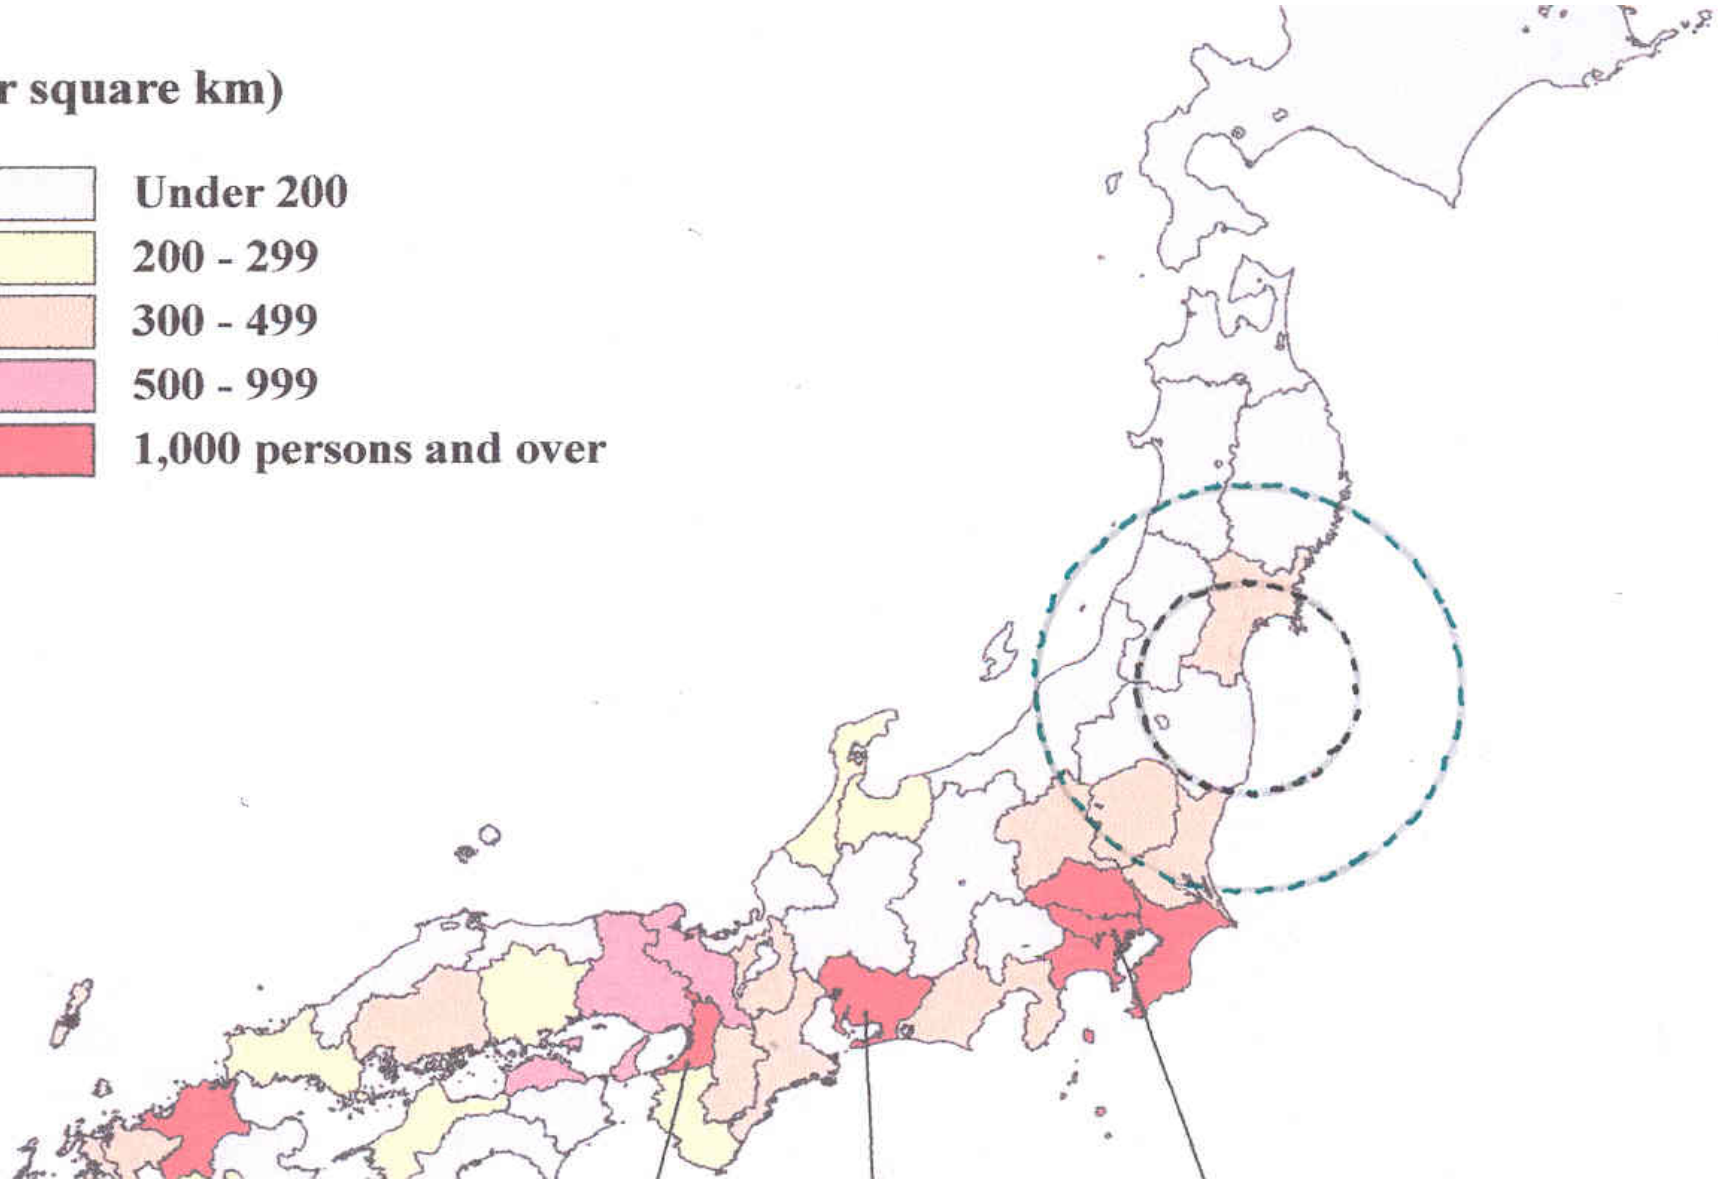 r square km)
Under 200
200 - 299
300 - 499
500 - 999
1,000 persons and over